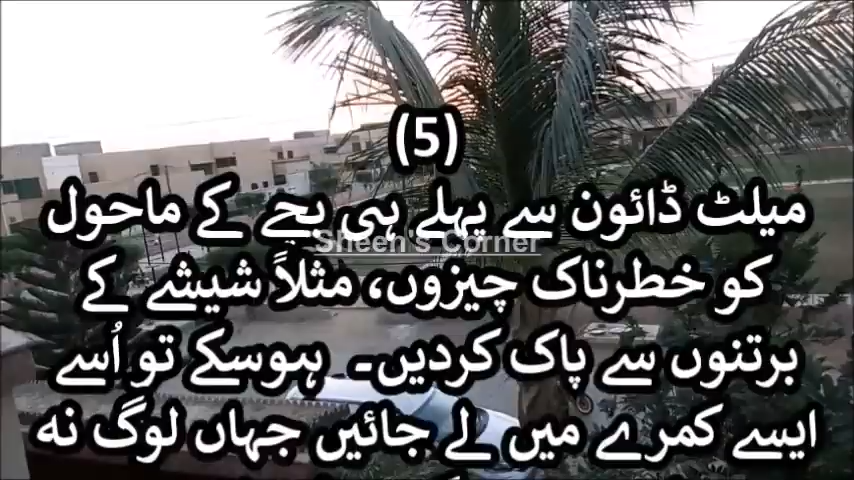 (5)
میلٹ ڈائون سے پہلے ہی بچے کے ماحول
Sheen's Corner
کو خطرناک چیزوں، مثلاً شیشے کے
برتنوں سے پاک کردیں۔ ہوسکے تو اُسے
ایسے کمرے میں لے جائیں جہاں لوگ نہ